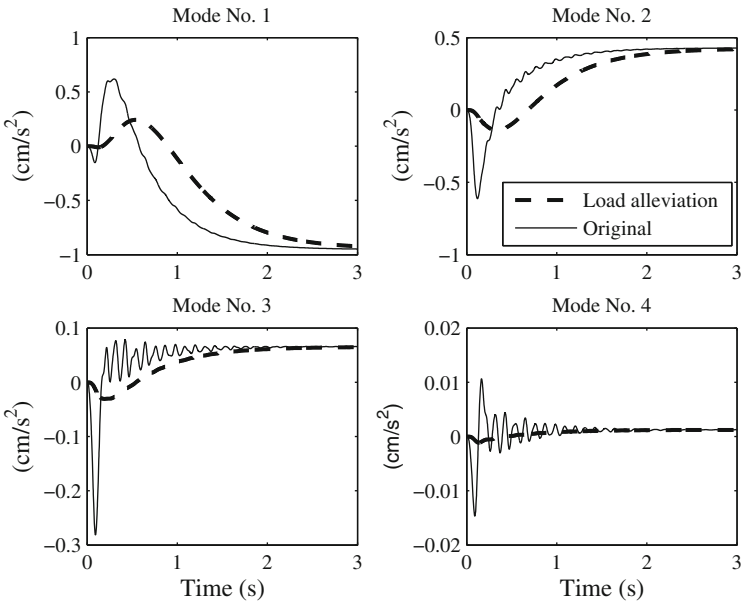 Mode No. 1
1
0.5
0
−0.5
−1
0 1 2 3
((cm/s²)
Mode No. 2
0.5
0
−0.5
−1
0 1 2 3
((cm/s²)
Load alleviation
Original
Mode No. 3
0.1
0
−0.1
−0.2
−0.3
0 1 2 3
((cm/s²)
Time (s)
Mode No. 4
0.02
0.01
0
−0.01
−0.02
0 1 2 3
(cm/s²)
Time (s)